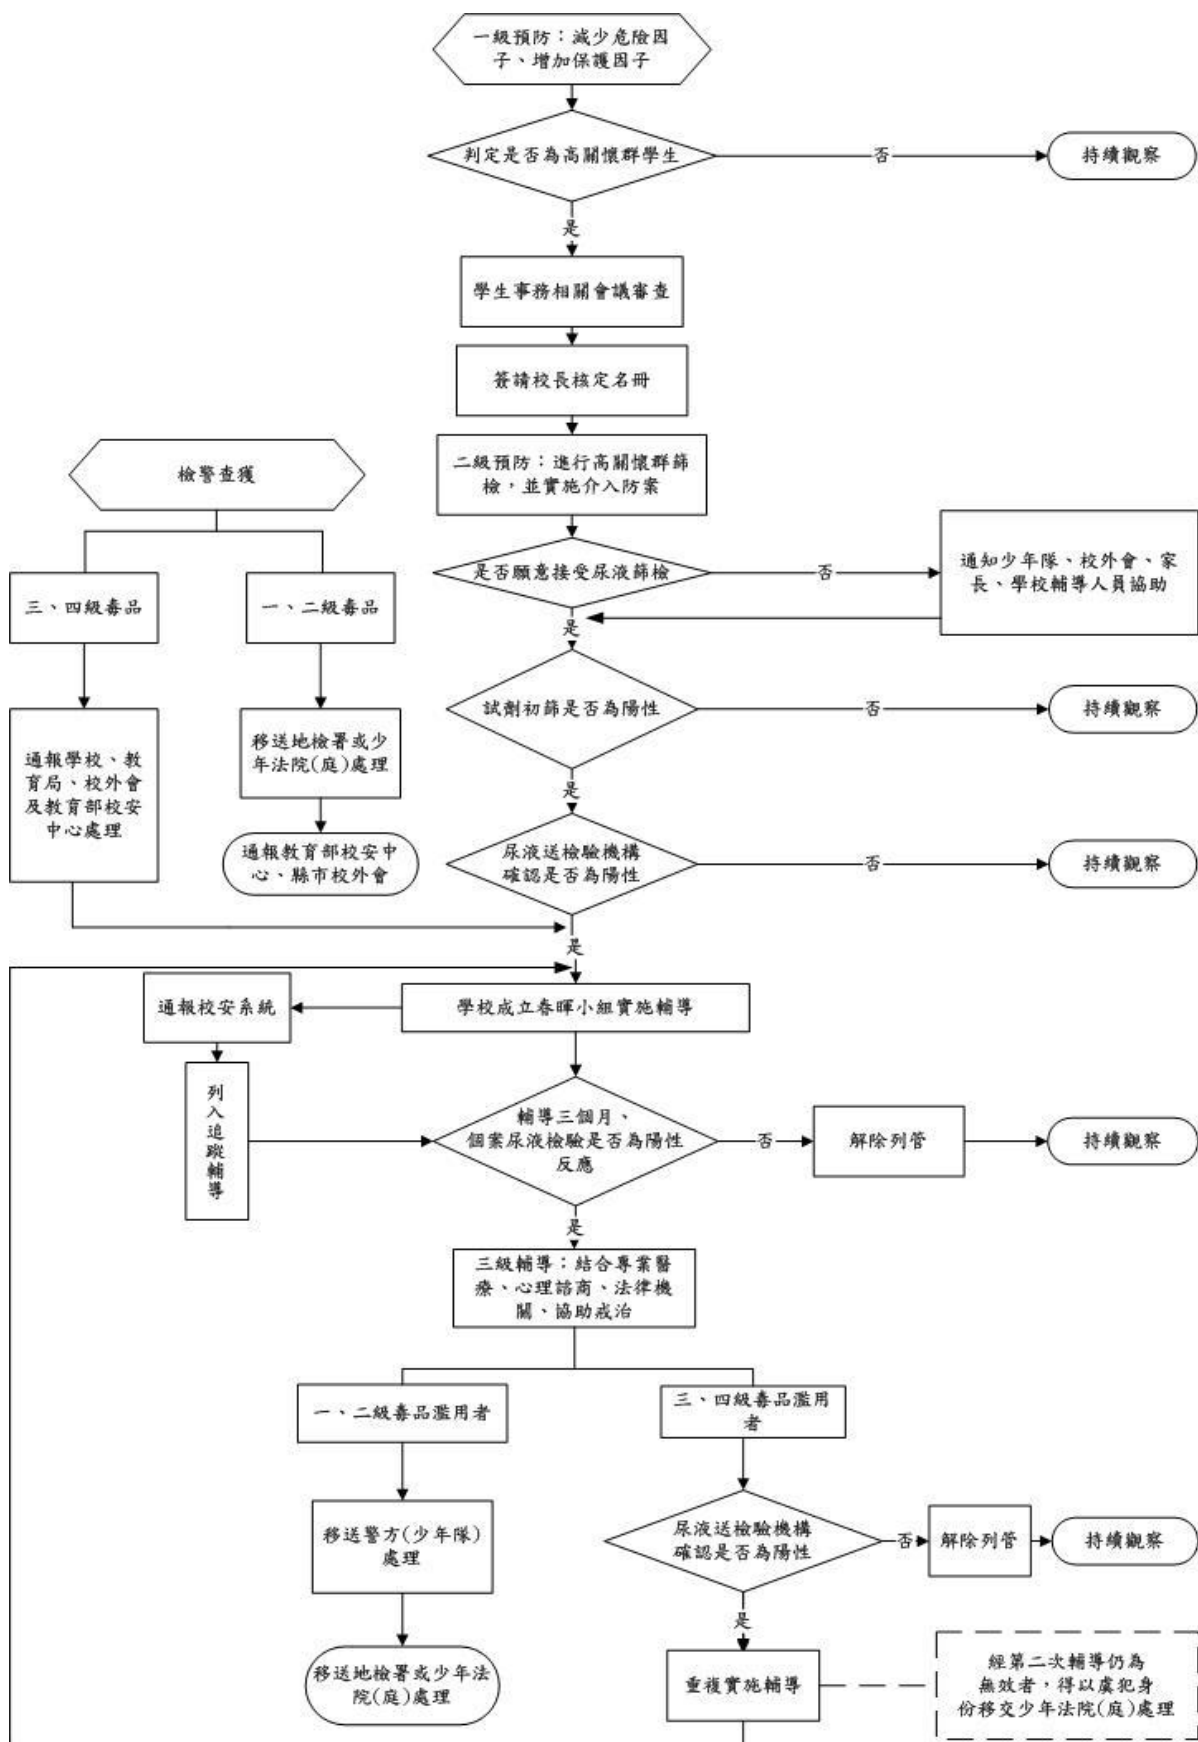 一級預防：減少危險因
子、增加保護因子
判定是否為高關懷群學生
否
持續觀察
是
學生事務相關會議審查
簽請校長核定名冊
檢警查獲
二級預防：進行高關懷群篩
檢，並實施介入防案
三、四級毒品
一、二級毒品
是否願意接受尿液篩檢
否
通知少年隊、校外會、家
長、學校輔導人員協助
是
試劑初篩是否為陽性
否
持續觀察
通報學校、教
育局、校外會
及教育部校安
中心處理
移送地檢署或少
年法院(庭)處理
是
通報教育部校安中
心、縣市校外會
尿液送檢驗機構
確認是否為陽性
否
持續觀察
是
通報校安系統
學校成立春暉小組實施輔導
列
入
追
蹤
輔
導
輔導三個月、
個案尿液檢驗是否為陽性
反應
否
解除列管
持續觀察
是
三級輔導：結合專業醫
療、心理諮商、法律機
關、協助戒治
一、二級毒品濫用者
三、四級毒品濫用
者
移送警方(少年隊)
處理
尿液送檢驗機構
確認是否為陽性
否
解除列管
持續觀察
是
移送地檢署或少年法
院(庭)處理
重複實施輔導
經第二次輔導仍為
無效者，得以虞犯身
份移交少年法院(庭)處理